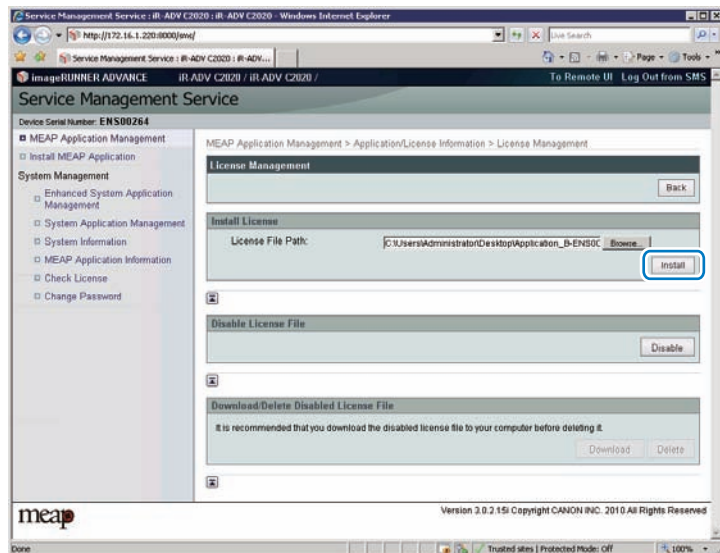 Service Management Service : iR-ADV C2020 : iR-ADV C2020 - Windows Internet Explorer
http://172.16.1.220:8000/sms/
Live Search
Service Management Service : iR-ADV C2020 : iR-ADV...
Page
Tools
imageRUNNER ADVANCE
iR-ADV C2020 / iR-ADV C2020 /
To Remote UI Log Out from SMS
Service Management Service
Device Serial Number: ENS00264
MEAP Application Management
Install MEAP Application
System Management
Enhanced System Application
Management
System Application Management
System Information
MEAP Application Information
Check License
Change Password
MEAP Application Management > Application/License Information > License Management
License Management
Back
Install License
License File Path:
C:\Users\Administrator\Desktop\Application_B-ENS0C
Browse...
Install
Disable License File
Disable
Download/Delete Disabled License File
It is recommended that you download the disabled license file to your computer before deleting it.
Download
Delete
meap
Version 3.0.2.15i Copyright CANON INC. 2010 All Rights Reserved
Done
Trusted sites | Protected Mode: Off
100%